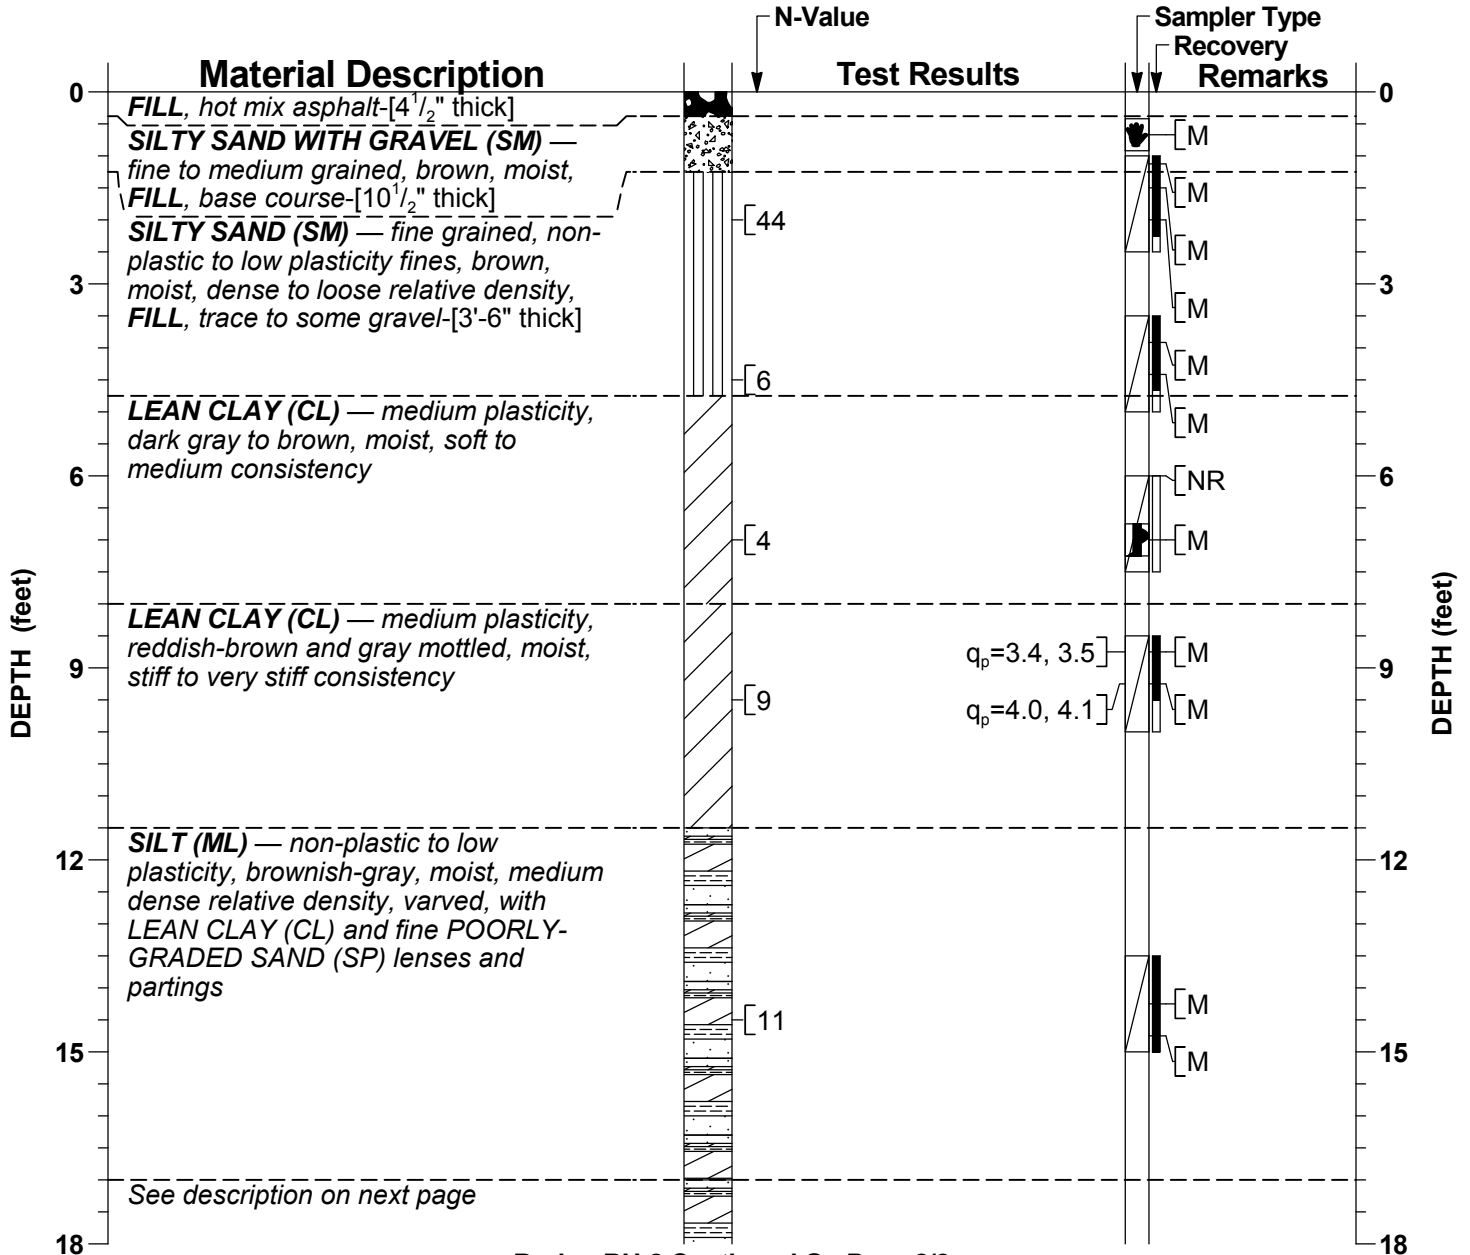 N-Value
Sampler Type
Recovery
Material Description
Test Results
Remarks
0
0
FILL, hot mix asphalt-[4 1/2" thick]
SILTY SAND WITH GRAVEL (SM) —
fine to medium grained, brown, moist,
FILL, base course-[10 1/2" thick]
[M
[M
SILTY SAND (SM) — fine grained, non-
plastic to low plasticity fines, brown,
moist, dense to loose relative density,
FILL, trace to some gravel-[3'-6" thick]
[44
[M
3
3
[M
[M
[6
LEAN CLAY (CL) — medium plasticity,
dark gray to brown, moist, soft to
medium consistency
[M
6
6
[NR
[4
[M
DEPTH (feet)
DEPTH (feet)
LEAN CLAY (CL) — medium plasticity,
reddish-brown and gray mottled, moist,
stiff to very stiff consistency
qp=3.4, 3.5]
[M
9
9
[9
qp=4.0, 4.1]
[M
SILT (ML) — non-plastic to low
plasticity, brownish-gray, moist, medium
dense relative density, varved, with
LEAN CLAY (CL) and fine POORLY-
GRADED SAND (SP) lenses and
partings
12
12
[M
[11
15
15
[M
See description on next page
18
18